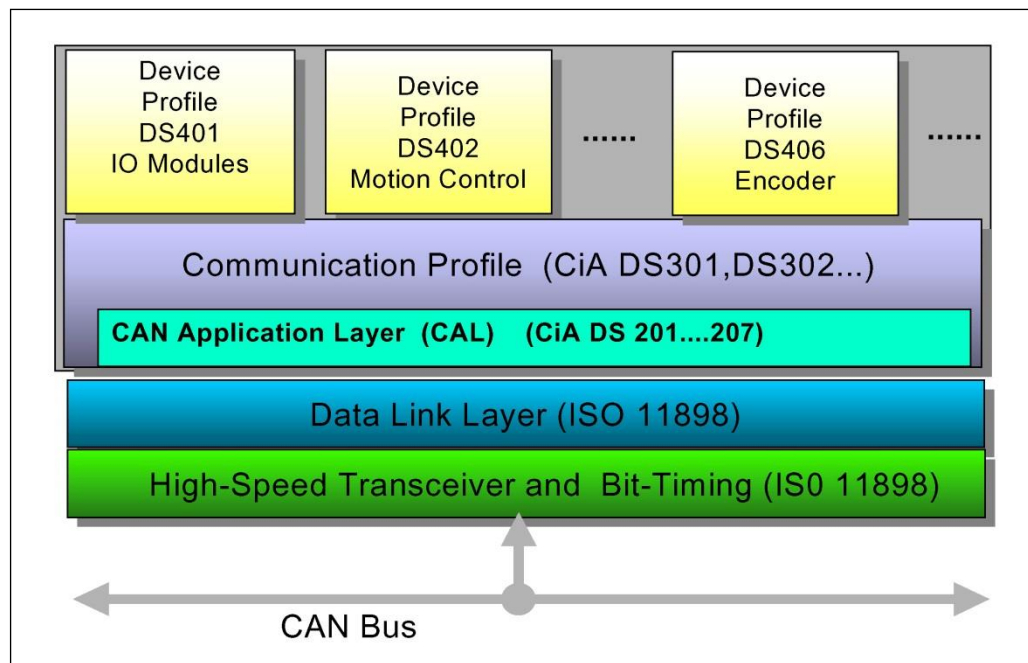 Device
Profile
DS401
IO Modules
Device
Profile
DS402
Motion Control
......
Device
Profile
DS406
Encoder
......
Communication Profile (CiA DS301,DS302...)
CAN Application Layer (CAL) (CiA DS 201....207)
Data Link Layer (ISO 11898)
High-Speed Transceiver and Bit-Timing (IS0 11898)
CAN Bus